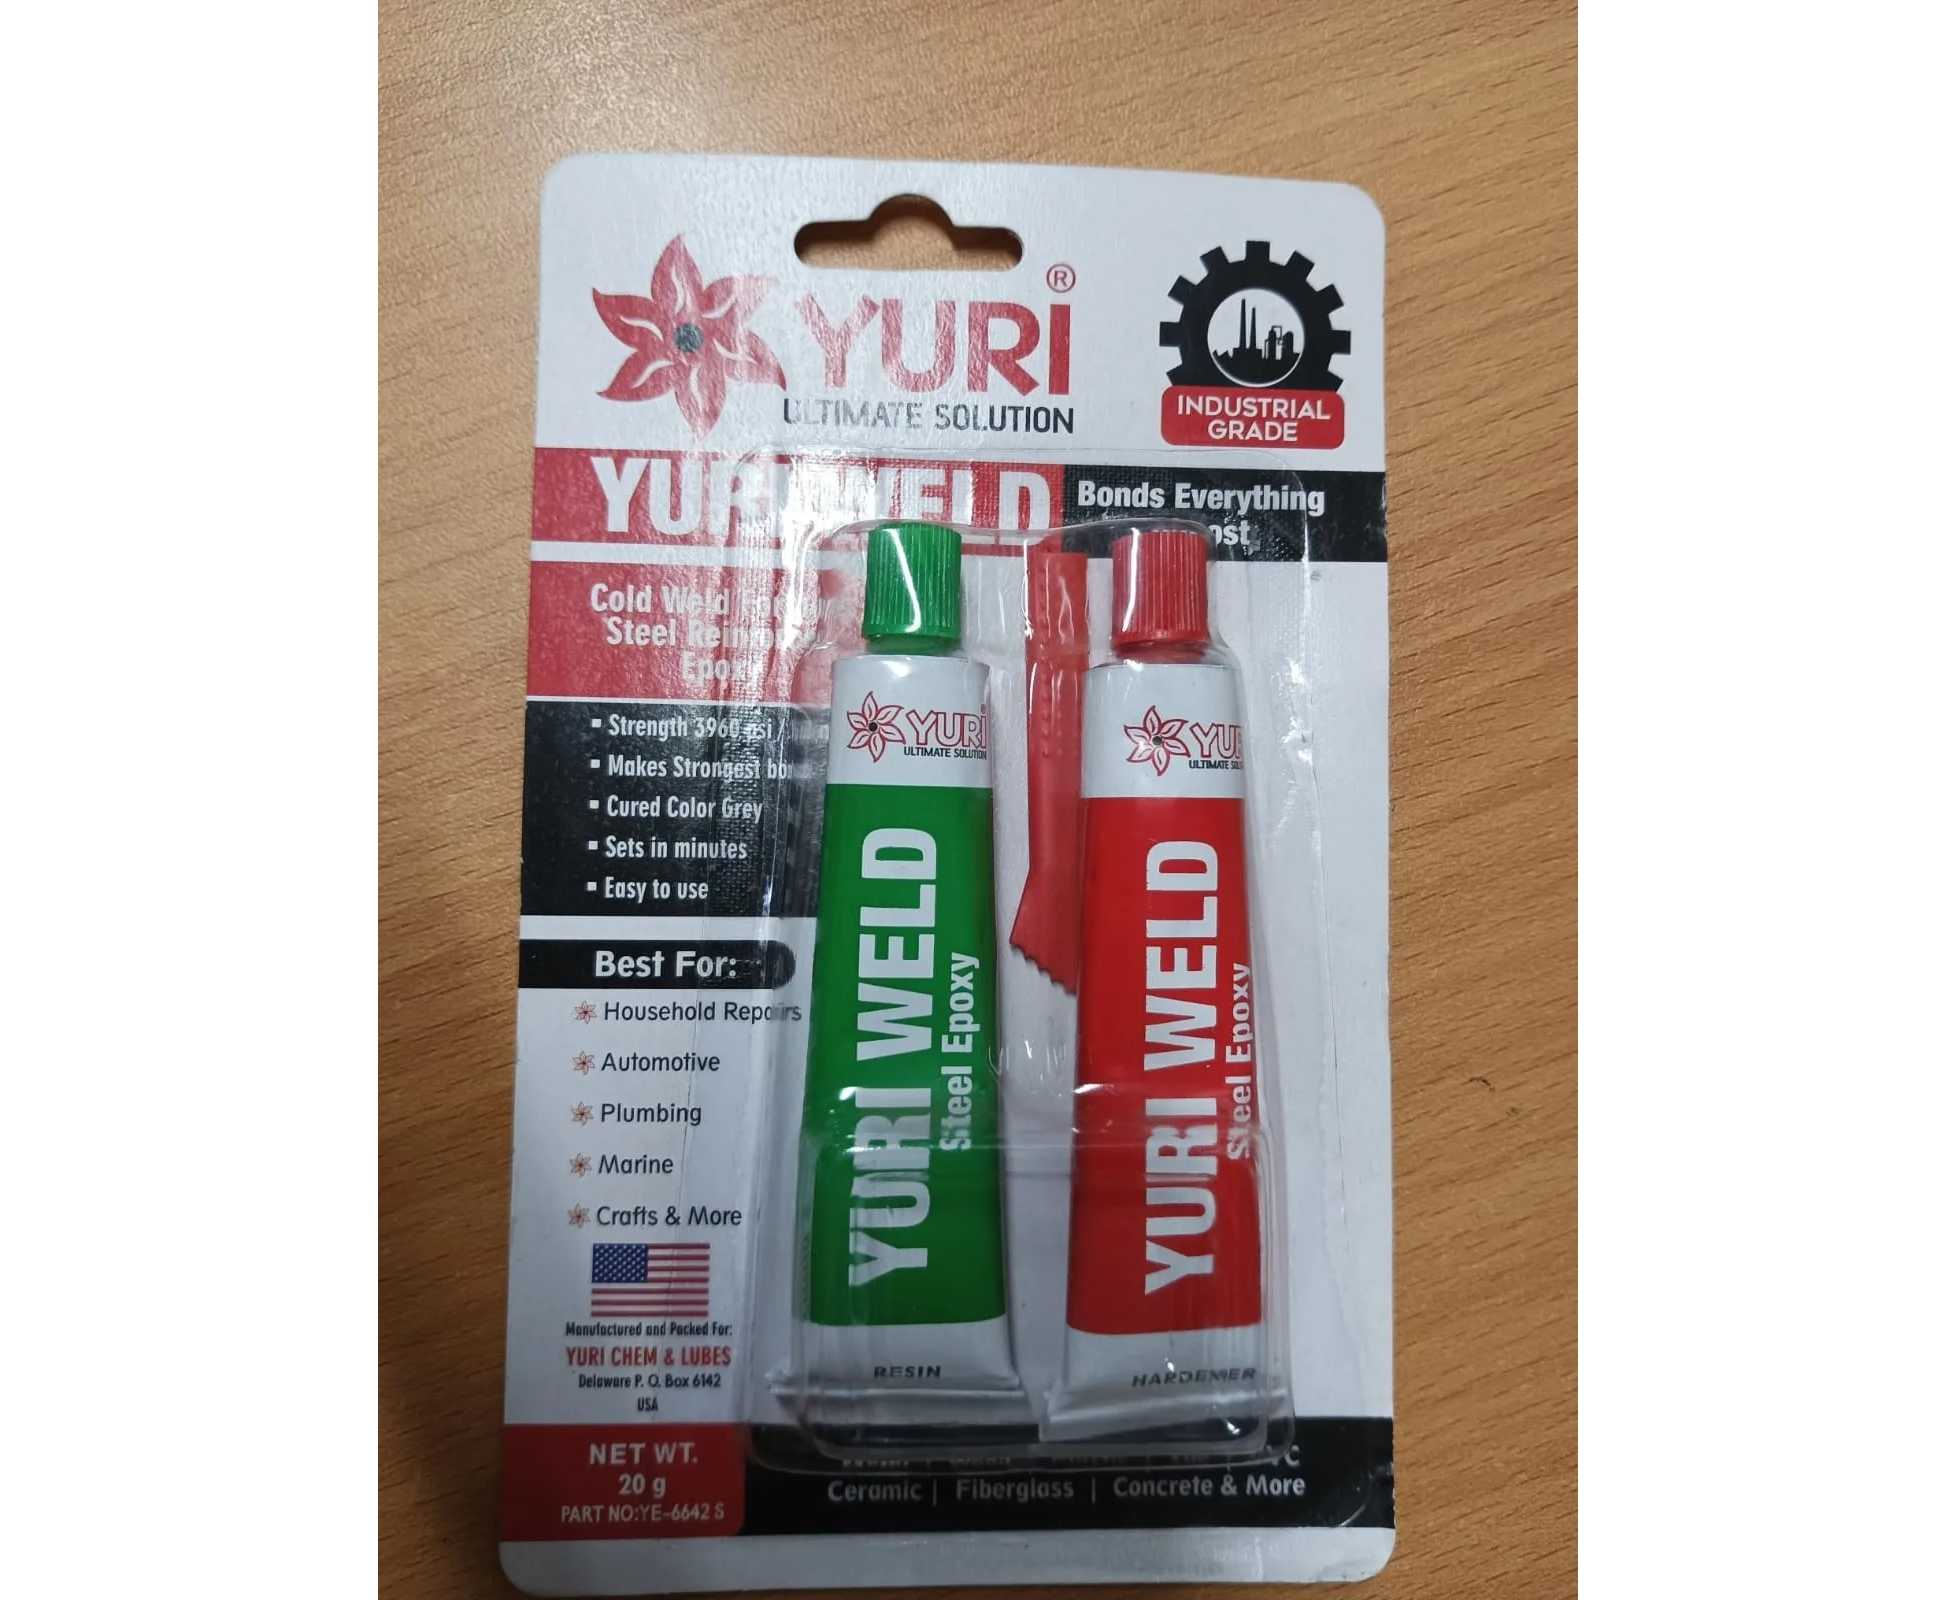 YURI®
ULTIMATE SOLUTION
INDUSTRIAL
GRADE
YURI WELD
Bonds Everything
Cold Weld
Steel
Epoxy
▪ Strength 3960 psi /
▪ Makes Strongest
▪ Cured Color Grey
▪ Sets in minutes
▪ Easy to use
Best For:
Household Repairs
Automotive
Plumbing
Marine
Crafts & More
Manufactured and Packed For:
YURI CHEM & LUBES
Delaware P. O. Box 6142
USA
NET WT.
20 g
PART NO:YE-6642 S
YURI®
ULTIMATE SOLUTION
YURI WELD
Steel Epoxy
RESIN
YUR
ULTIMATE SOL
YURI WELD
Steel Epoxy
HARDENER
Ceramic | Fiberglass | Concrete & More